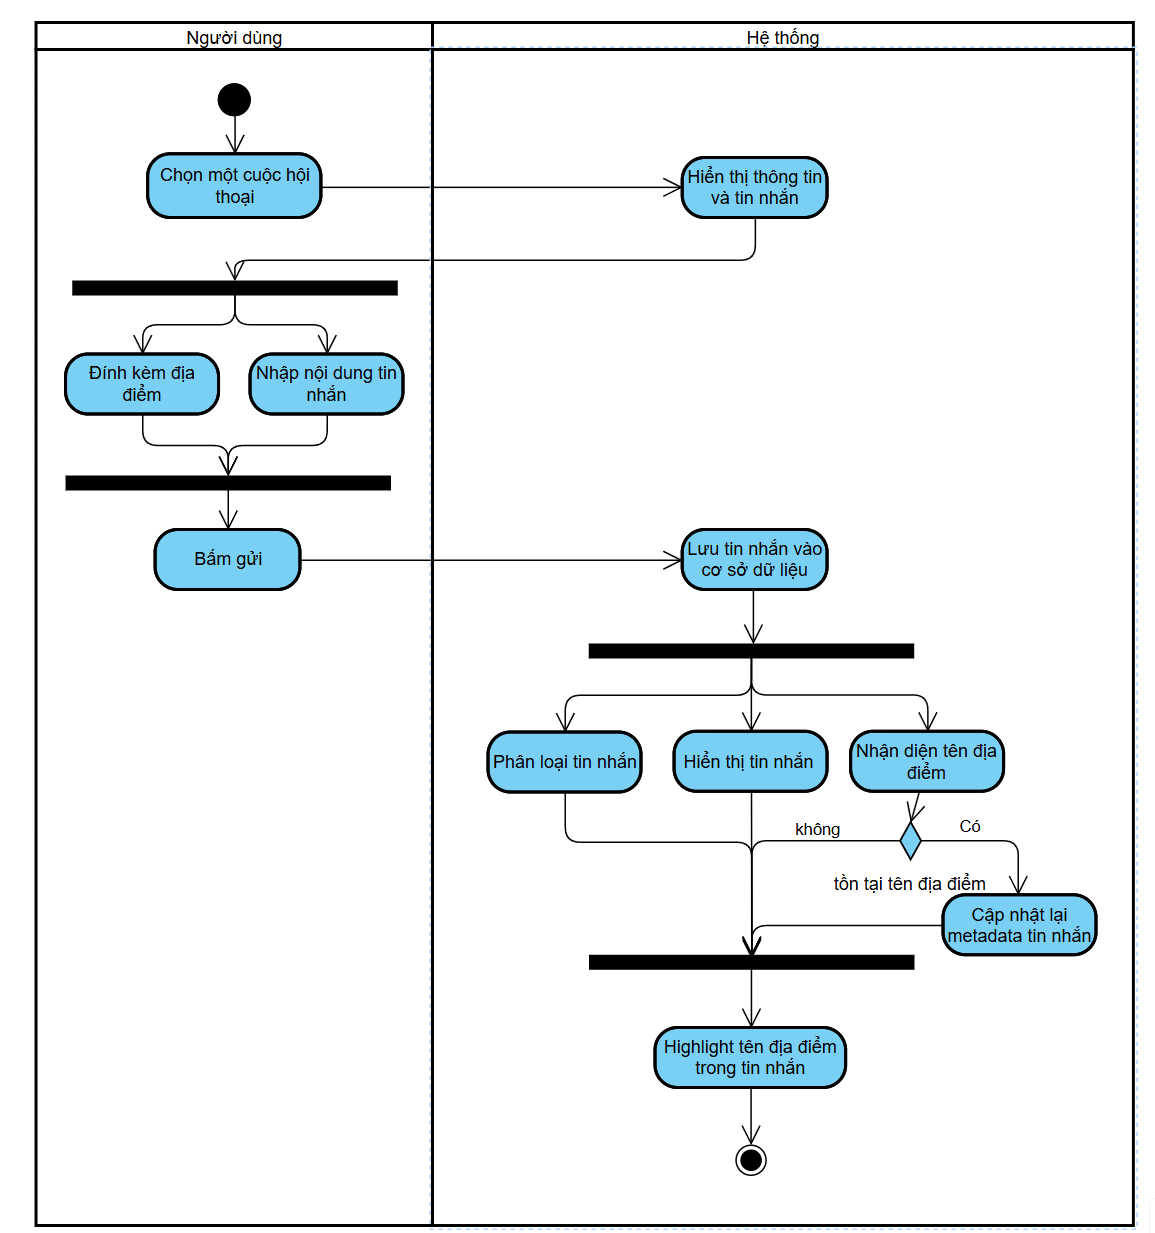 Người dùng
Hệ thống
Chọn một cuộc hội
thoại
Hiển thị thông tin
và tin nhắn
Đính kèm địa
điểm
Nhập nội dung tin
nhắn
Bấm gửi
Lưu tin nhắn vào
cơ sở dữ liệu
Phân loại tin nhắn
Hiển thị tin nhắn
Nhận diện tên địa
điểm
không
Có
tồn tại tên địa điểm
Cập nhật lại
metadata tin nhắn
Highlight tên địa điểm
trong tin nhắn